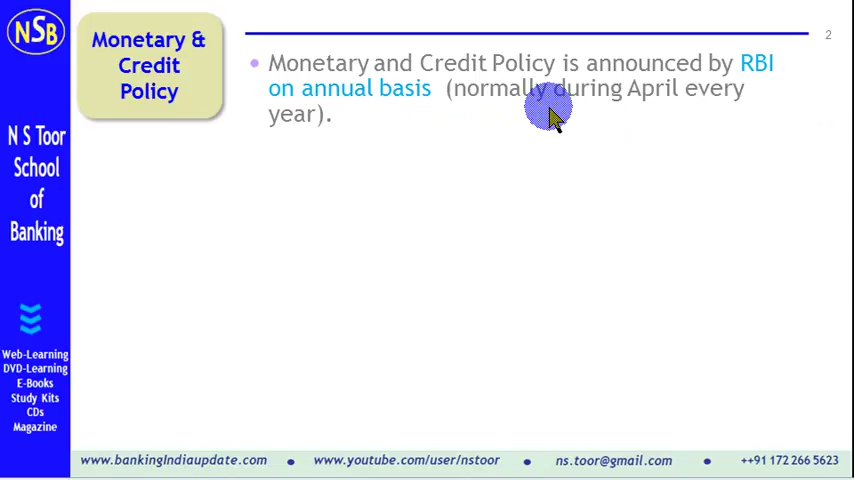 NSB
N S Toor
School
of
Banking
Web-Learning
DVD-Learning
E-Books
Study Kits
CDs
Magazine
Monetary &
Credit
Policy
2
• Monetary and Credit Policy is announced by RBI
on annual basis (normally during April every
year).
www.bankingIndiaupdate.com • www.youtube.com/user/nstoor • ns.toor@gmail.com • ++91 172 266 5623